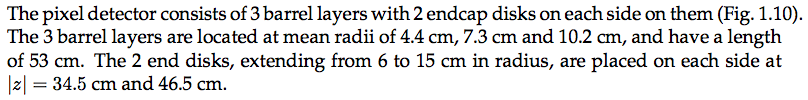 The pixel detector consists of 3 barrel layers with 2 endcap disks on each side on them (Fig. 1.10).
The 3 barrel layers are located at mean radii of 4.4 cm, 7.3 cm and 10.2 cm, and have a length
of 53 cm. The 2 end disks, extending from 6 to 15 cm in radius, are placed on each side at
|z| = 34.5 cm and 46.5 cm.